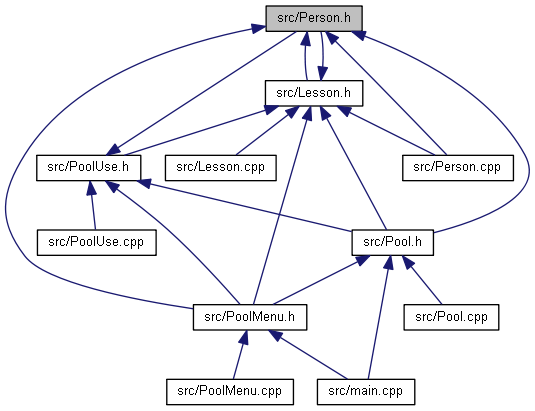 src/Person.h
src/Lesson.h
src/PoolUse.h
src/Lesson.cpp
src/Person.cpp
src/PoolUse.cpp
src/Pool.h
src/PoolMenu.h
src/Pool.cpp
src/PoolMenu.cpp
src/main.cpp